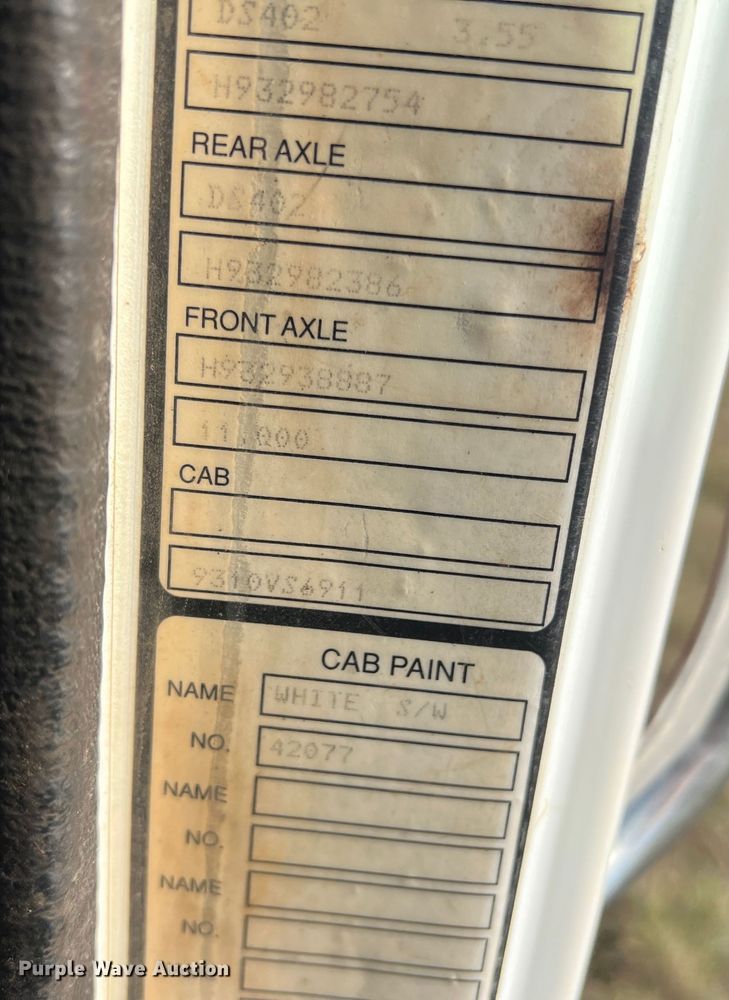 DS402 3.55
H932982754
REAR AXLE
DS402
H932982386
FRONT AXLE
H932938887
11,000
CAB
9310VS6911
CAB PAINT
NAME WHITE S/W
NO. 42077
NAME
NO.
NAME
NO.
Purple Wave Auction